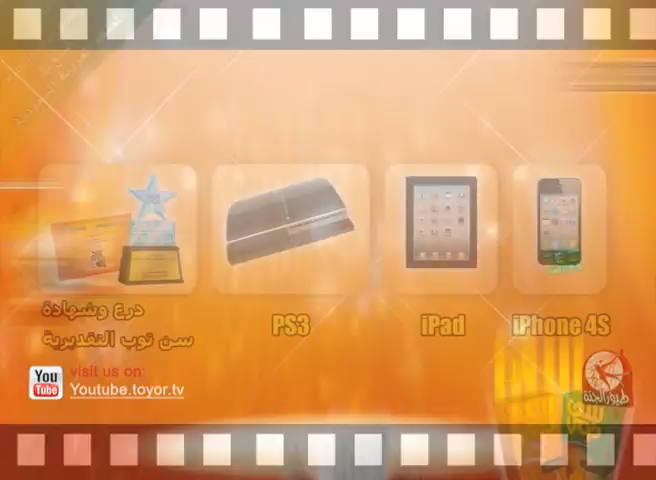 درع وشهادة
سن توب التقديرية
PS3
iPad
iPhone 4S
You
Tube
visit us on:
Youtube.toyor.tv
طيور الجنة